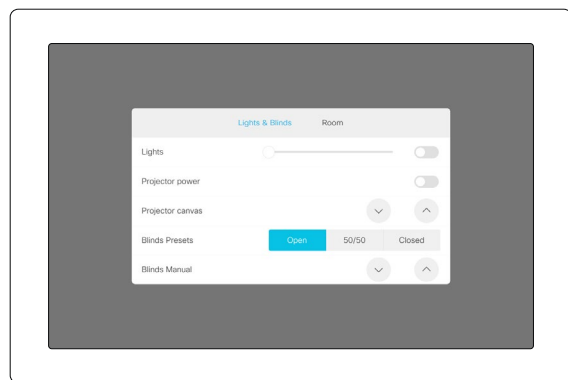 Lights & Blinds Room
Lights
Projector power
Projector canvas
Blinds Presets Open 50/50 Closed
Blinds Manual